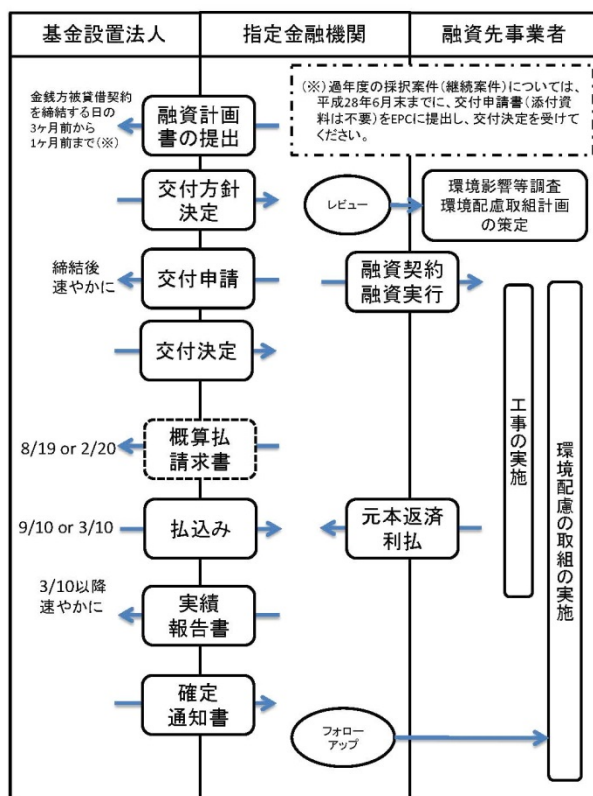 基金設置法人
指定金融機関
融資先事業者
金銭方被貸借契約
を締結する日の
3ヶ月前から
1ヶ月前まで(※)
融資計画
書の提出
(※)過年度の採択案件(継続案件)については、
平成28年6月末までに、交付申請書(添付資
料は不要)をEPCに提出し、交付決定を受けて
ください。
交付方針
決定
レビュー
環境影響等調査
環境配慮取組計画
の策定
締結後
速やかに
交付申請
融資契約
融資実行
交付決定
工事の実施
環境配慮の取組の実施
8/19 or 2/20
概算払
請求書
9/10 or 3/10
払込み
元本返済
利払
3/10以降
速やかに
実績
報告書
確定
通知書
フォロー
アップ